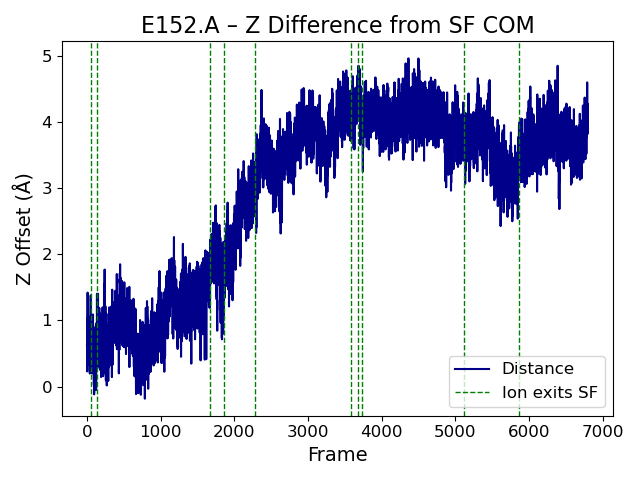 E152.A – Z Difference from SF COM
Z Offset (Å)
5
4
3
2
1
0
0 1000 2000 3000 4000 5000 6000 7000
Frame
Distance
Ion exits SF